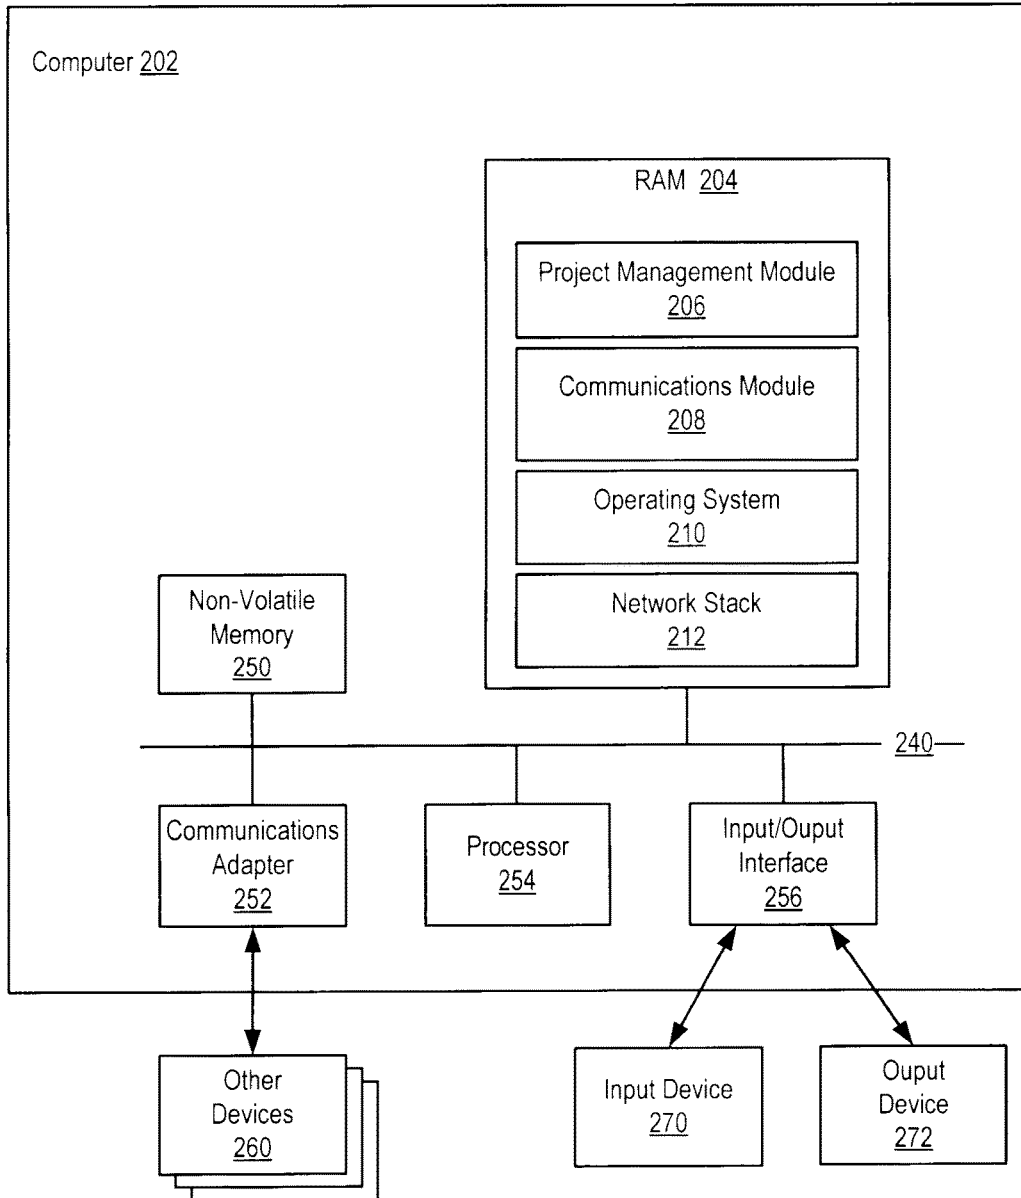 Computer 202
RAM 204
Project Management Module
206
Communications Module
208
Operating System
210
Network Stack
212
Non-Volatile
Memory
250
240
Communications
Adapter
252
Processor
254
Input/Ouput
Interface
256
Other
Devices
260
Input Device
270
Ouput
Device
272